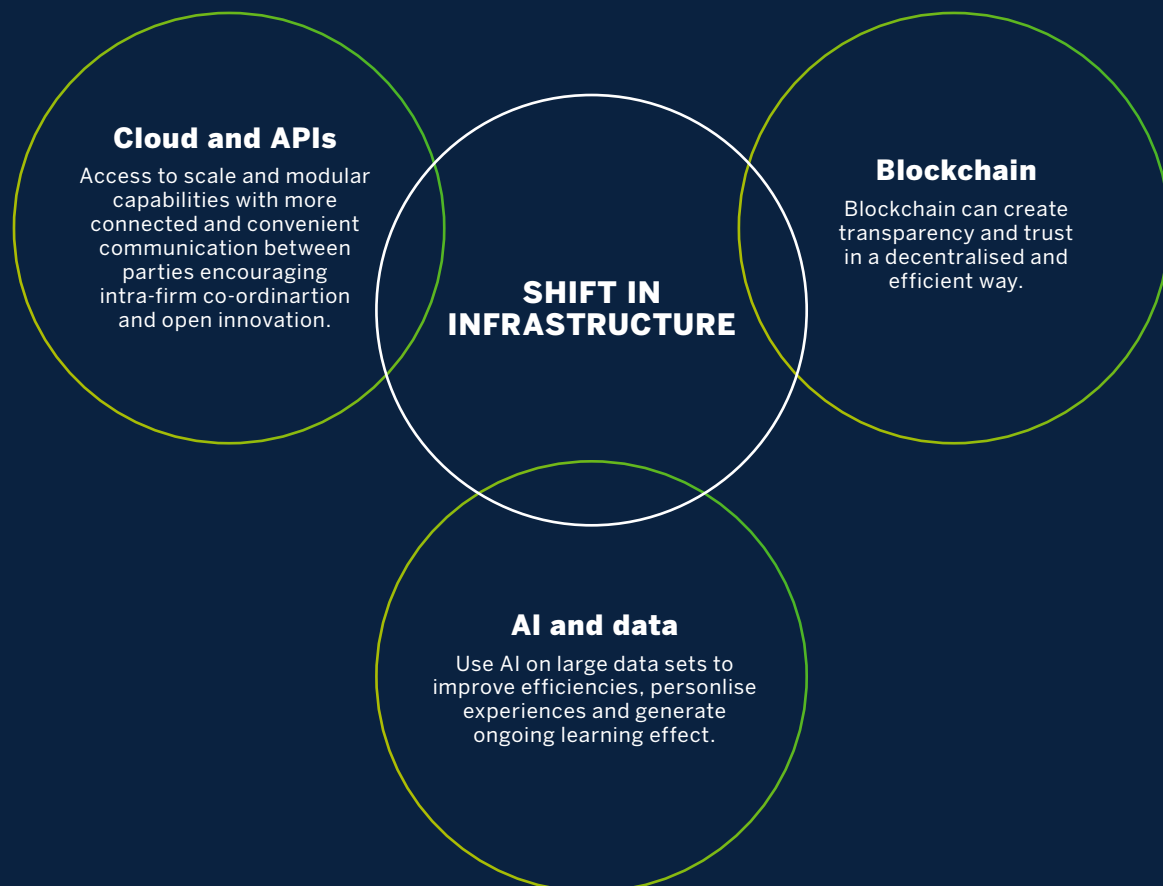 Cloud and APIs
Access to scale and modular
capabilities with more
connected and convenient
communication between
parties encouraging
intra-firm co-ordinartion
and open innovation.
SHIFT IN
INFRASTRUCTURE
Blockchain
Blockchain can create
transparency and trust
in a decentralised and
efficient way.
AI and data
Use AI on large data sets to
improve efficiencies, personlise
experiences and generate
ongoing learning effect.